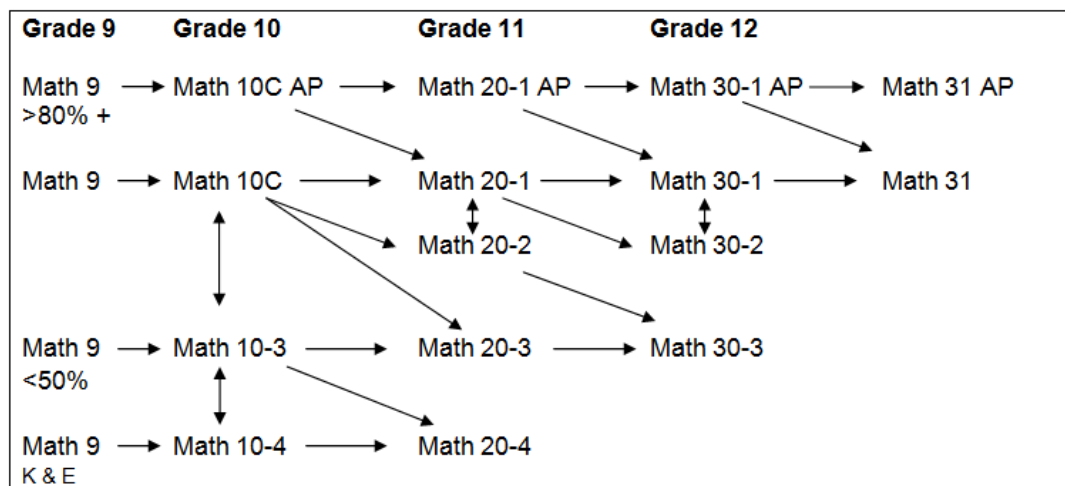 Grade 9 Grade 10 Grade 11 Grade 12
Math 9 Math 10C AP Math 20-1 AP Math 30-1 AP Math 31 AP
>80% +
Math 9 Math 10C Math 20-1 Math 30-1 Math 31
Math 20-2 Math 30-2
Math 9 Math 10-3 Math 20-3 Math 30-3
<50%
Math 9 Math 10-4 Math 20-4
K & E